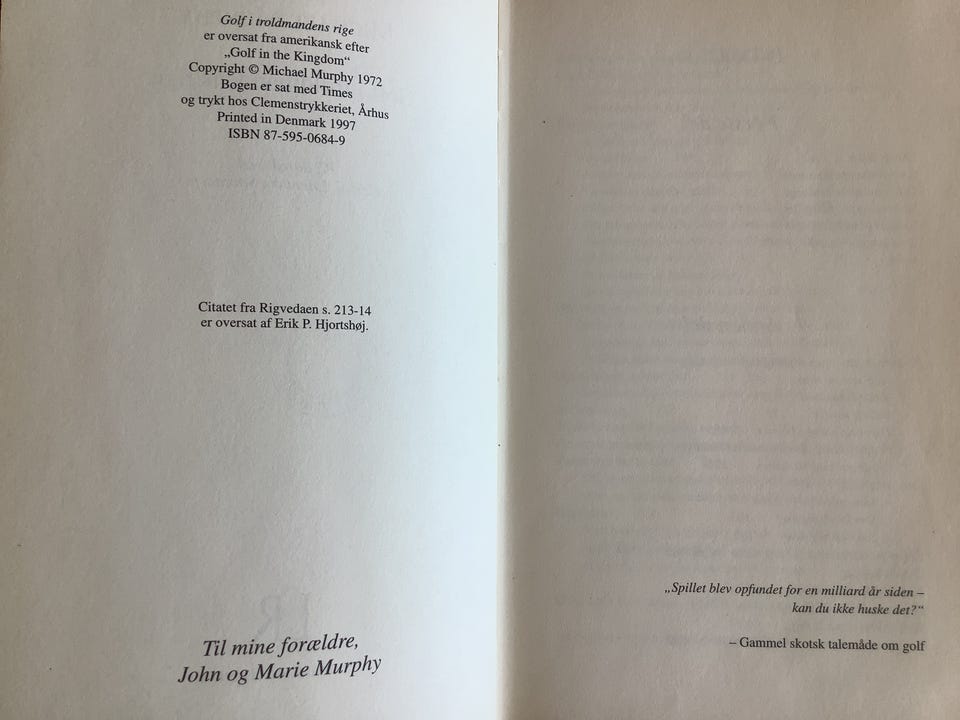 Golf i troldmandens rige
er oversat fra amerikansk efter
„Golf in the Kingdom“
Copyright © Michael Murphy 1972
Bogen er sat med Times
og trykt hos Clemenstrykkeriet, Århus
Printed in Denmark 1997
ISBN 87-595-0684-9
Citatet fra Rigvedaen s. 213-14
er oversat af Erik P. Hjortshøj.
Til mine forældre,
John og Marie Murphy
„Spillet blev opfundet for en milliard år siden –
kan du ikke huske det?“
– Gammel skotsk talemåde om golf